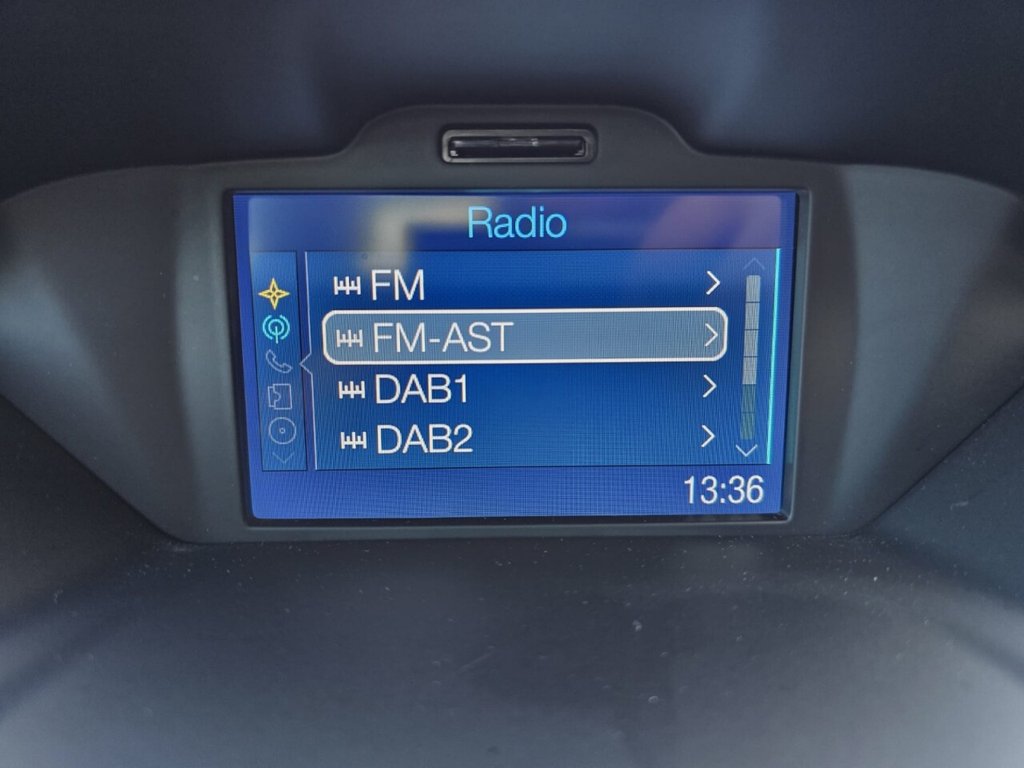 Radio
FM
FM-AST
DAB1
DAB2
13:36